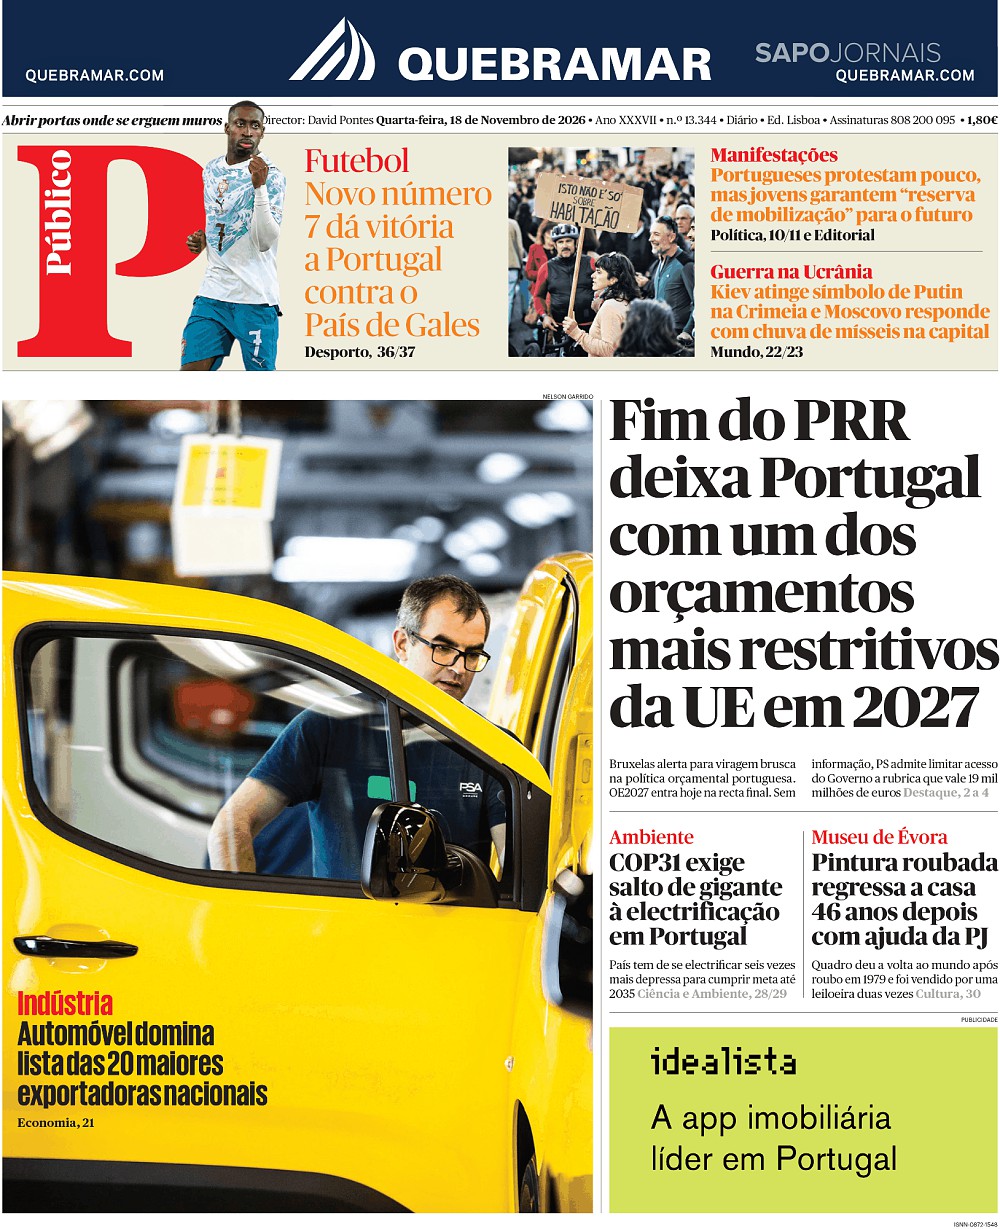 QUEBRAMAR.COM
QUEBRAMAR
SAPOJORNAIS
QUEBRAMAR.COM
Abrir portas onde se erguem muros
Director: David Pontes Quarta-feira, 18 de Novembro de 2026 • Ano XXXVII • n.º 13.344 • Diário • Ed. Lisboa • Assinaturas 808 200 095 • 1,80€
P
Público
7
7
Futebol
Novo número
7 dá vitória
a Portugal
contra o
País de Gales
Desporto, 36/37
ISTO NÃO É SÓ
SOBRE
HABITAÇÃO
Manifestações
Portugueses protestam pouco,
mas jovens garantem “reserva
de mobilização” para o futuro
Política, 10/11 e Editorial
Guerra na Ucrânia
Kiev atinge símbolo de Putin
na Crimeia e Moscovo responde
com chuva de mísseis na capital
Mundo, 22/23
NELSON GARRIDO
PSA
Indústria
Automóvel domina
lista das 20 maiores
exportadoras nacionais
Economia, 21
Fim do PRR
deixa Portugal
com um dos
orçamentos
mais restritivos
da UE em 2027
Bruxelas alerta para viragem brusca
na política orçamental portuguesa.
OE2027 entra hoje na recta final. Sem
informação, PS admite limitar acesso
do Governo a rubrica que vale 19 mil
milhões de euros Destaque, 2 a 4
Ambiente
COP31 exige
salto de gigante
à electrificação
em Portugal
País tem de se electrificar seis vezes
mais depressa para cumprir meta até
2035 Ciência e Ambiente, 28/29
Museu de Évora
Pintura roubada
regressa a casa
46 anos depois
com ajuda da PJ
Quadro deu a volta ao mundo após
roubo em 1979 e foi vendido por uma
leiloeira duas vezes Cultura, 30
PUBLICIDADE
idealista
A app imobiliária
líder em Portugal
ISNN-0872-1548